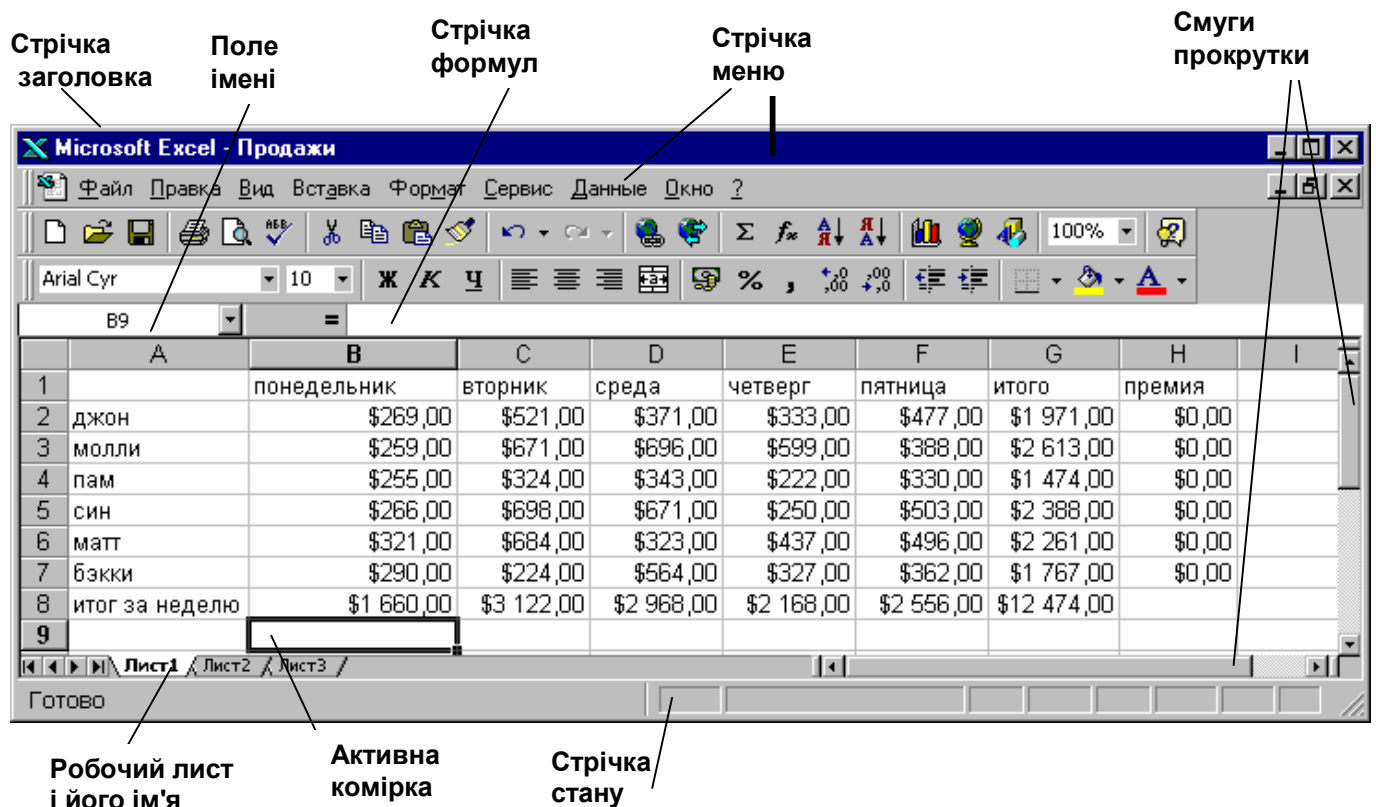 Стрічка заголовка
Поле імені
Стрічка формул
Стрічка меню
Смуги прокрутки
Microsoft Excel - Продажи
Файл Правка Вид Вставка Формат Сервис Данные Окно ?
100%
Arial Cyr 10 Ж К Ч % ,
B9 =
A B C D E F G H I
1 понедельник вторник среда четверг пятница итого премия
2 джон $269,00 $521,00 $371,00 $333,00 $477,00 $1 971,00 $0,00
3 молли $259,00 $671,00 $696,00 $599,00 $388,00 $2 613,00 $0,00
4 пам $255,00 $324,00 $343,00 $222,00 $330,00 $1 474,00 $0,00
5 син $266,00 $698,00 $671,00 $250,00 $503,00 $2 388,00 $0,00
6 матт $321,00 $684,00 $323,00 $437,00 $496,00 $2 261,00 $0,00
7 бэкки $290,00 $224,00 $564,00 $327,00 $362,00 $1 767,00 $0,00
8 итог за неделю $1 660,00 $3 122,00 $2 968,00 $2 168,00 $2 556,00 $12 474,00
9
Лист1 Лист2 Лист3
Готово
Робочий лист і його ім'я
Активна комірка
Стрічка стану